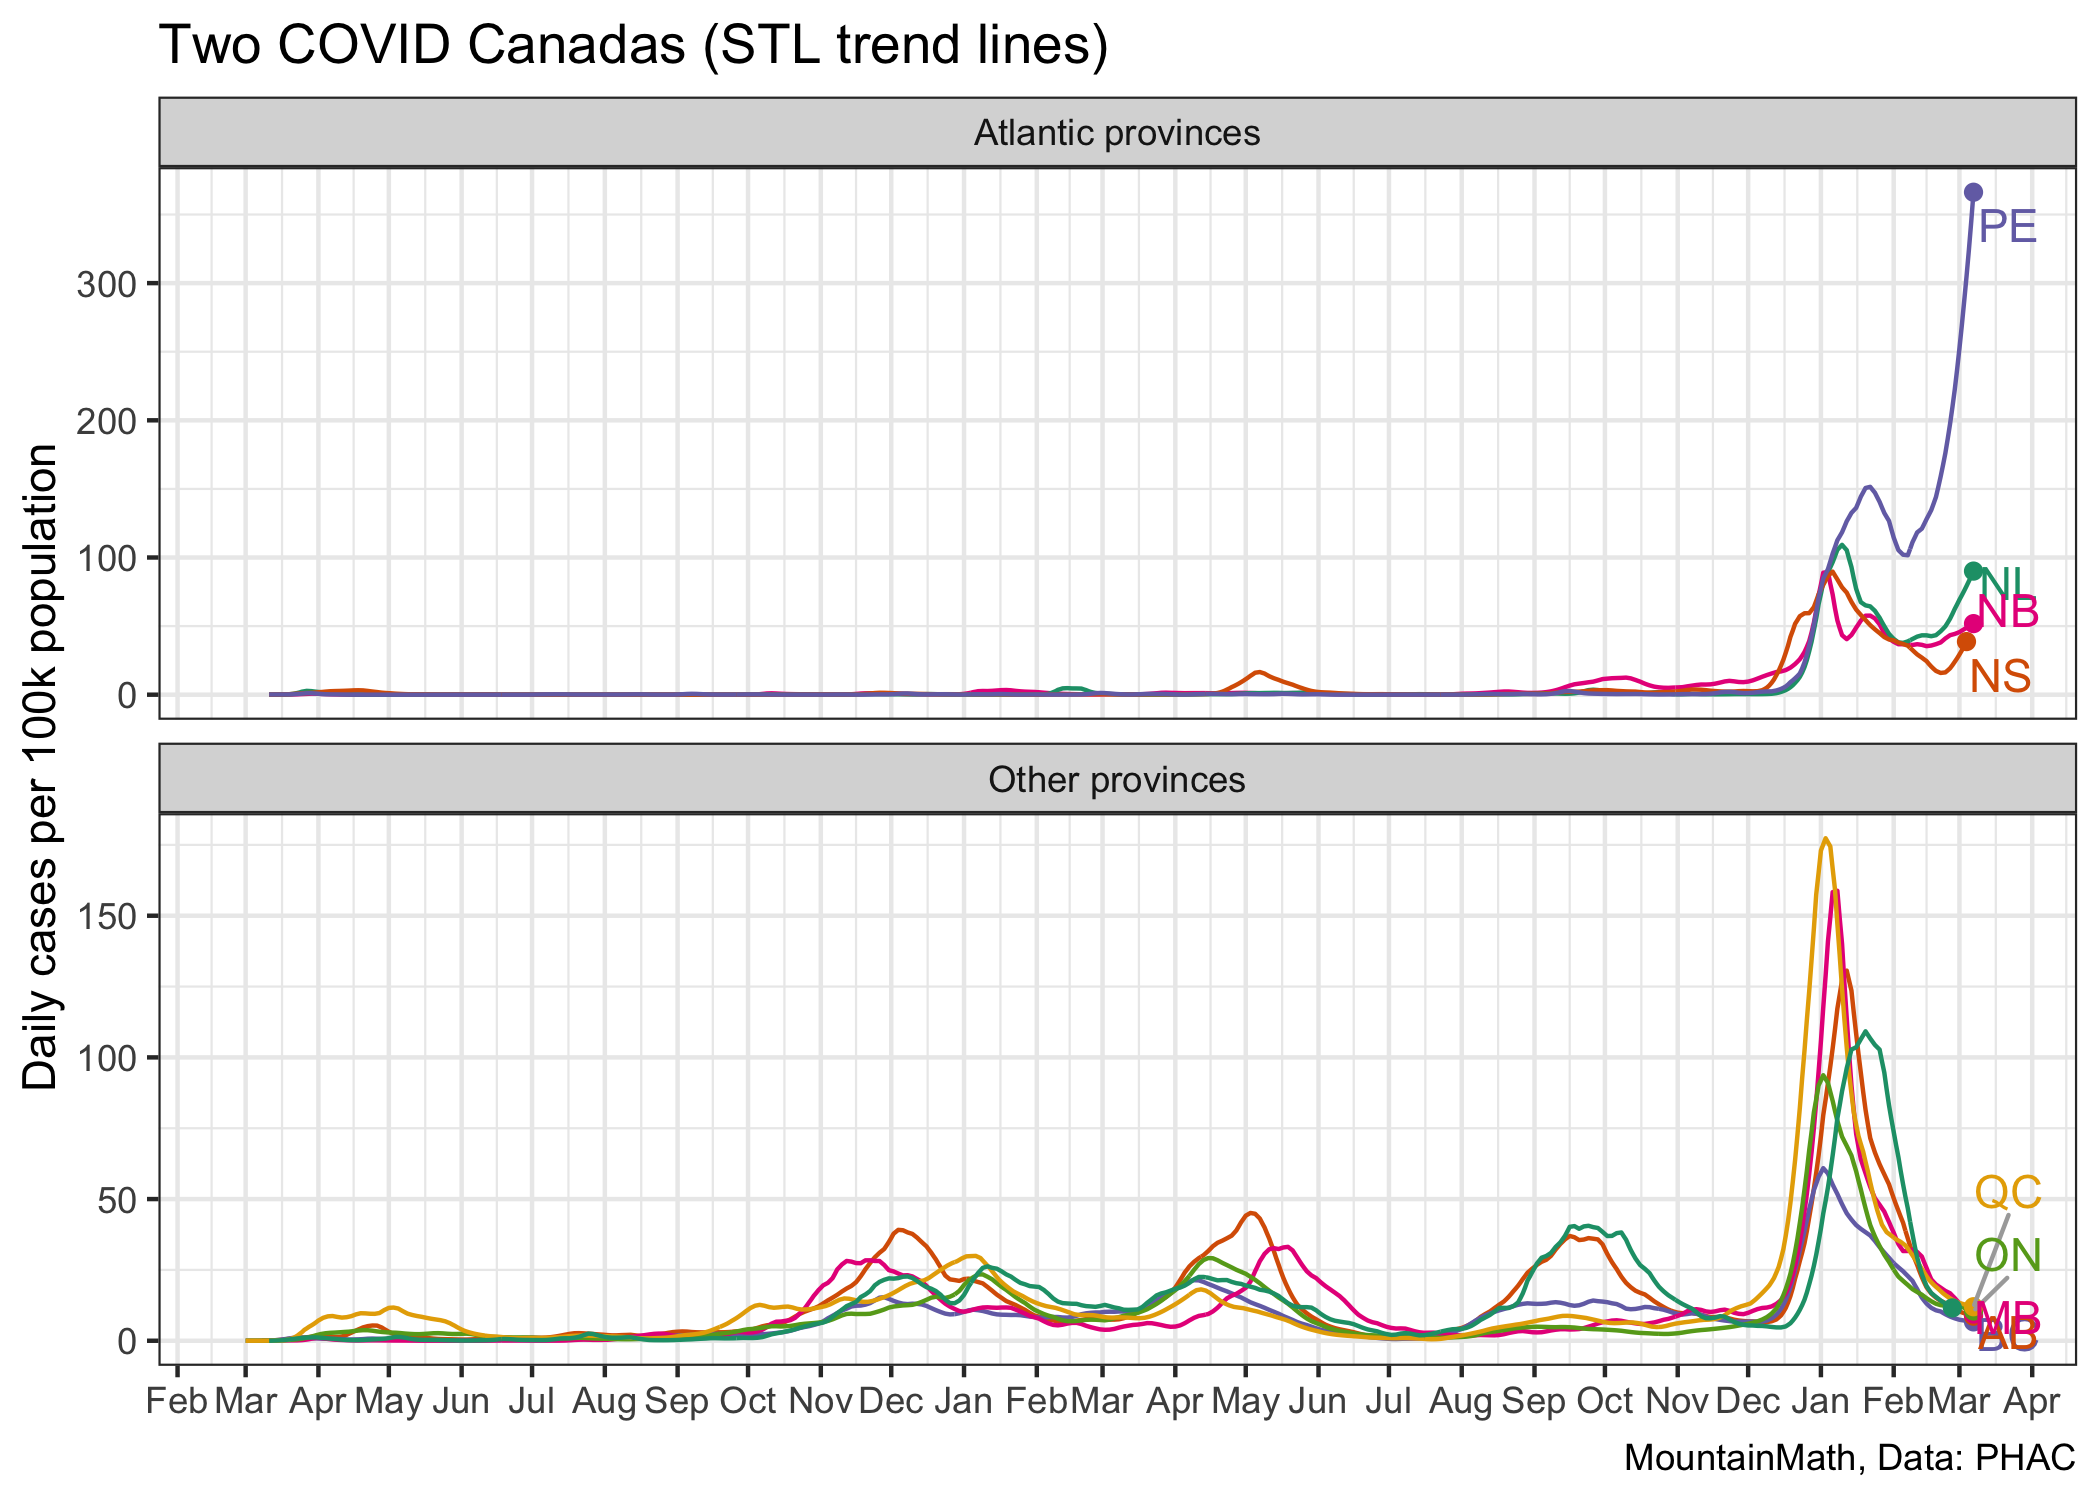 Two COVID Canadas (STL trend lines)
Atlantic provinces
Daily cases per 100k population
300
200
100
0
PE
NL
NB
NS
Other provinces
150
100
50
0
QC
ON
MB
AB
Feb Mar Apr May Jun Jul Aug Sep Oct Nov Dec Jan Feb Mar Apr May Jun Jul Aug Sep Oct Nov Dec Jan Feb Mar Apr
MountainMath, Data: PHAC